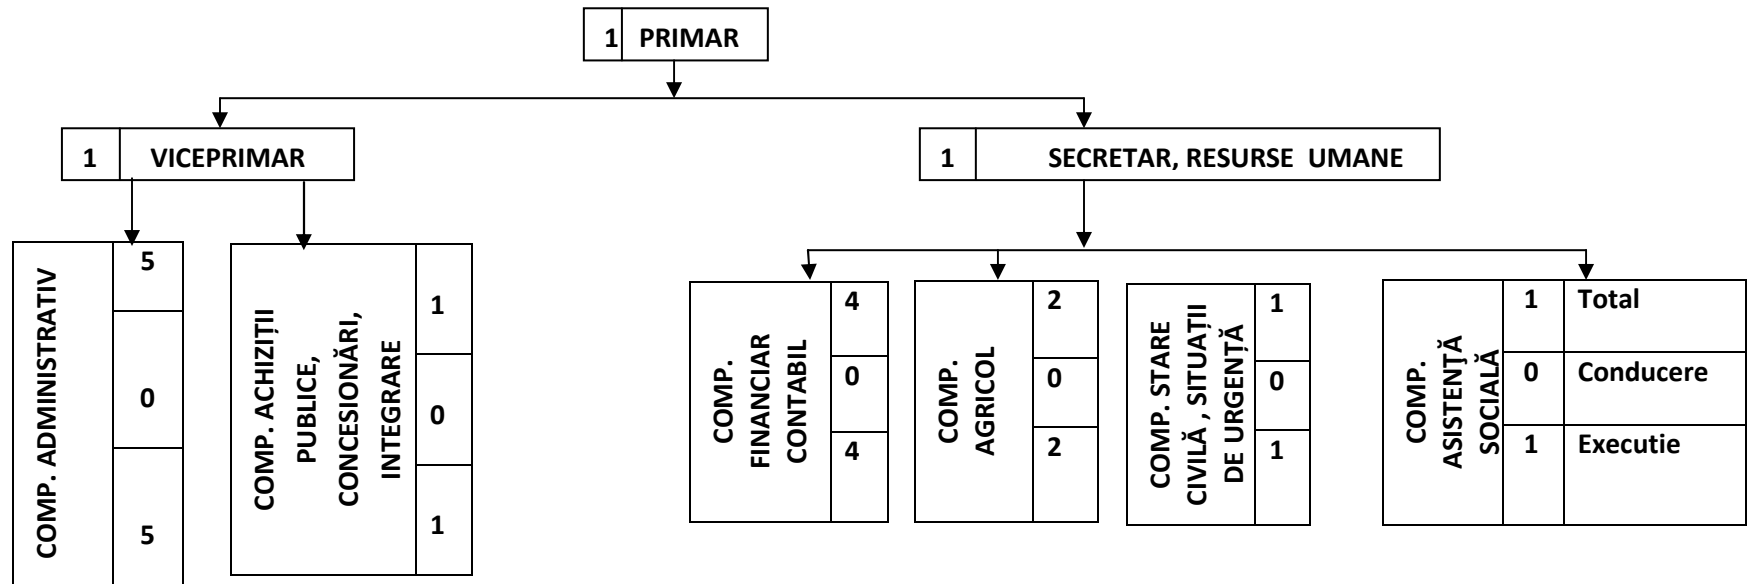 1 PRIMAR
1 VICEPRIMAR
1 SECRETAR, RESURSE UMANE
COMP. ADMINISTRATIV
5
0
5
COMP. ACHIZIȚII
PUBLICE,
CONCESIONĂRI,
INTEGRARE
1
0
1
COMP.
FINANCIAR
CONTABIL
4
0
4
COMP.
AGRICOL
2
0
2
COMP. STARE
CIVILĂ , SITUAȚII
DE URGENȚĂ
1
0
1
COMP.
ASISTENŢĂ
SOCIALĂ
1 Total
0 Conducere
1 Executie